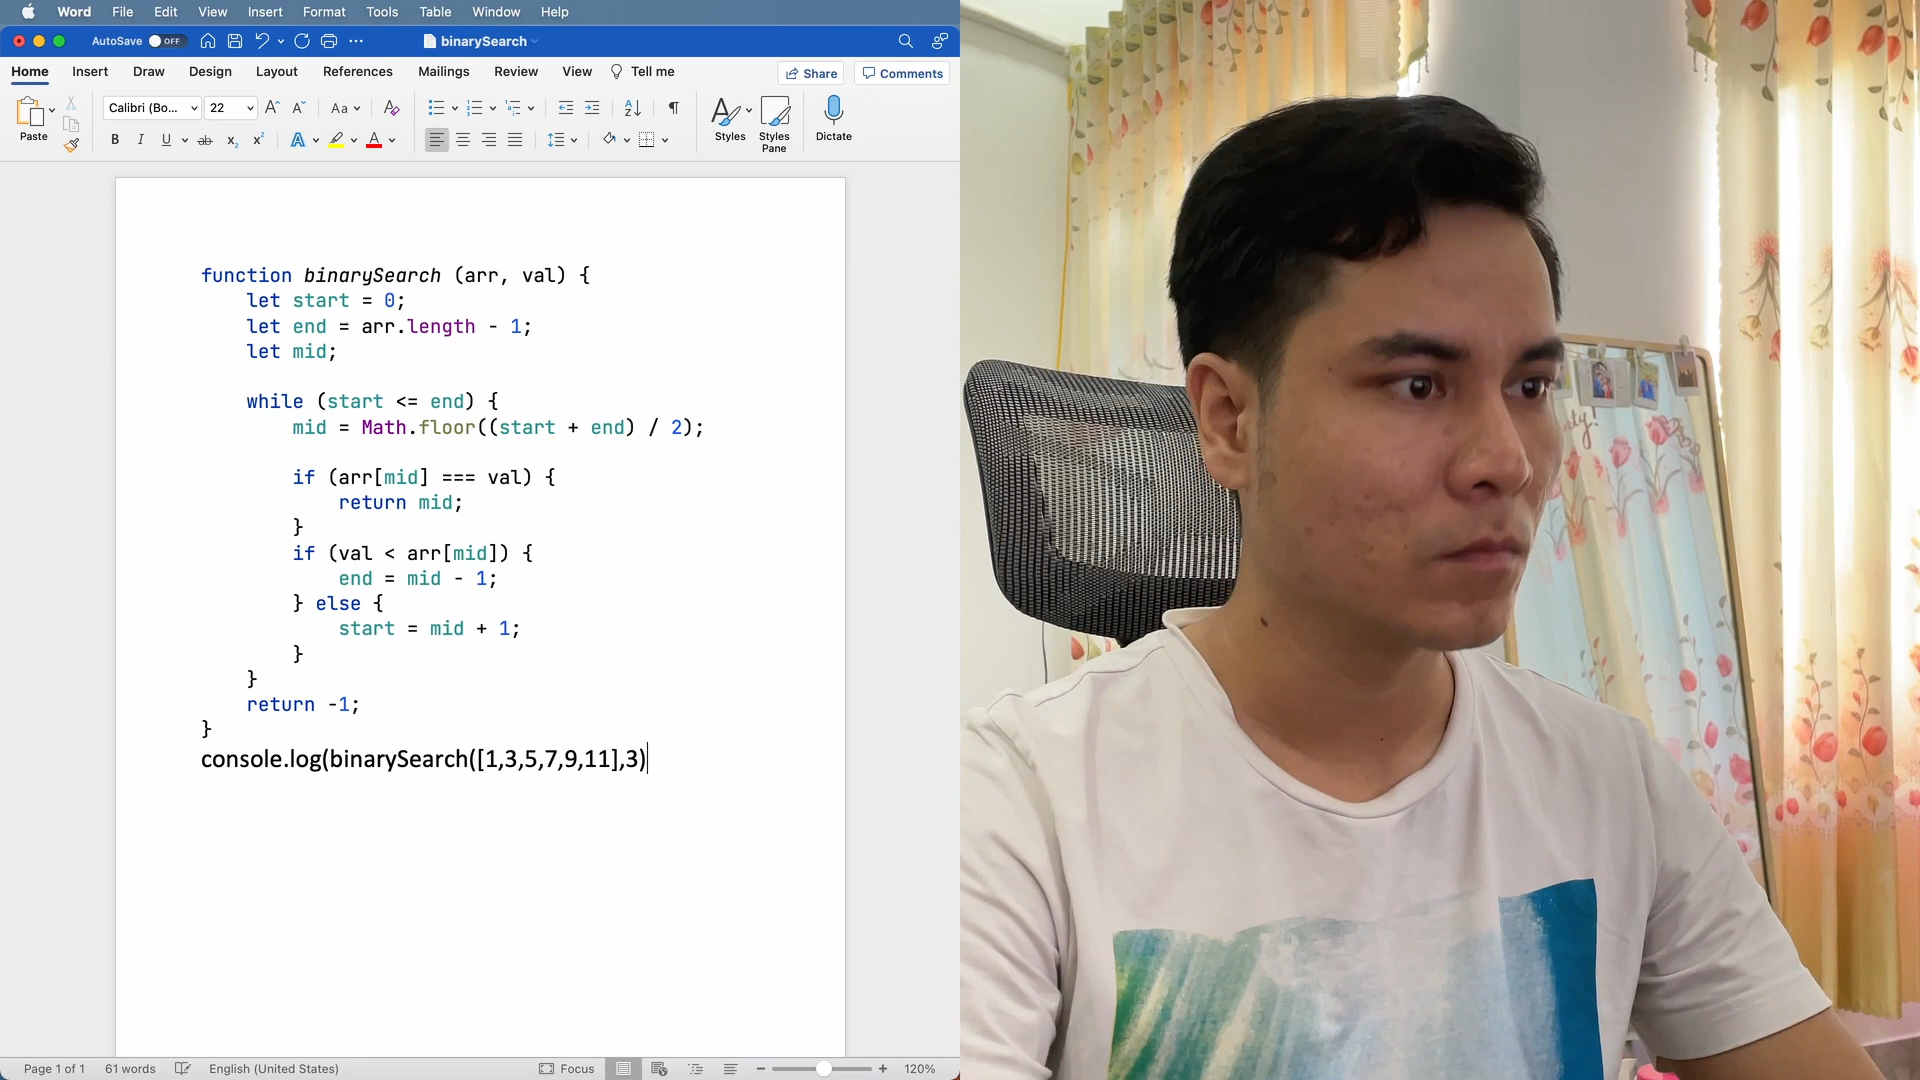 Word File Edit View Insert Format Tools Table Window Help
AutoSave OFF binarySearch
Home Insert Draw Design Layout References Mailings Review View Tell me Share Comments
Paste Calibri (Bo... 22 Aa Styles Styles Pane Dictate
function binarySearch (arr, val) {
    let start = 0;
    let end = arr.length - 1;
    let mid;
    while (start <= end) {
        mid = Math.floor((start + end) / 2);
        if (arr[mid] === val) {
            return mid;
        }
        if (val < arr[mid]) {
            end = mid - 1;
        } else {
            start = mid + 1;
        }
    }
    return -1;
}
console.log(binarySearch([1,3,5,7,9,11],3)
Page 1 of 1 61 words English (United States) Focus 120%